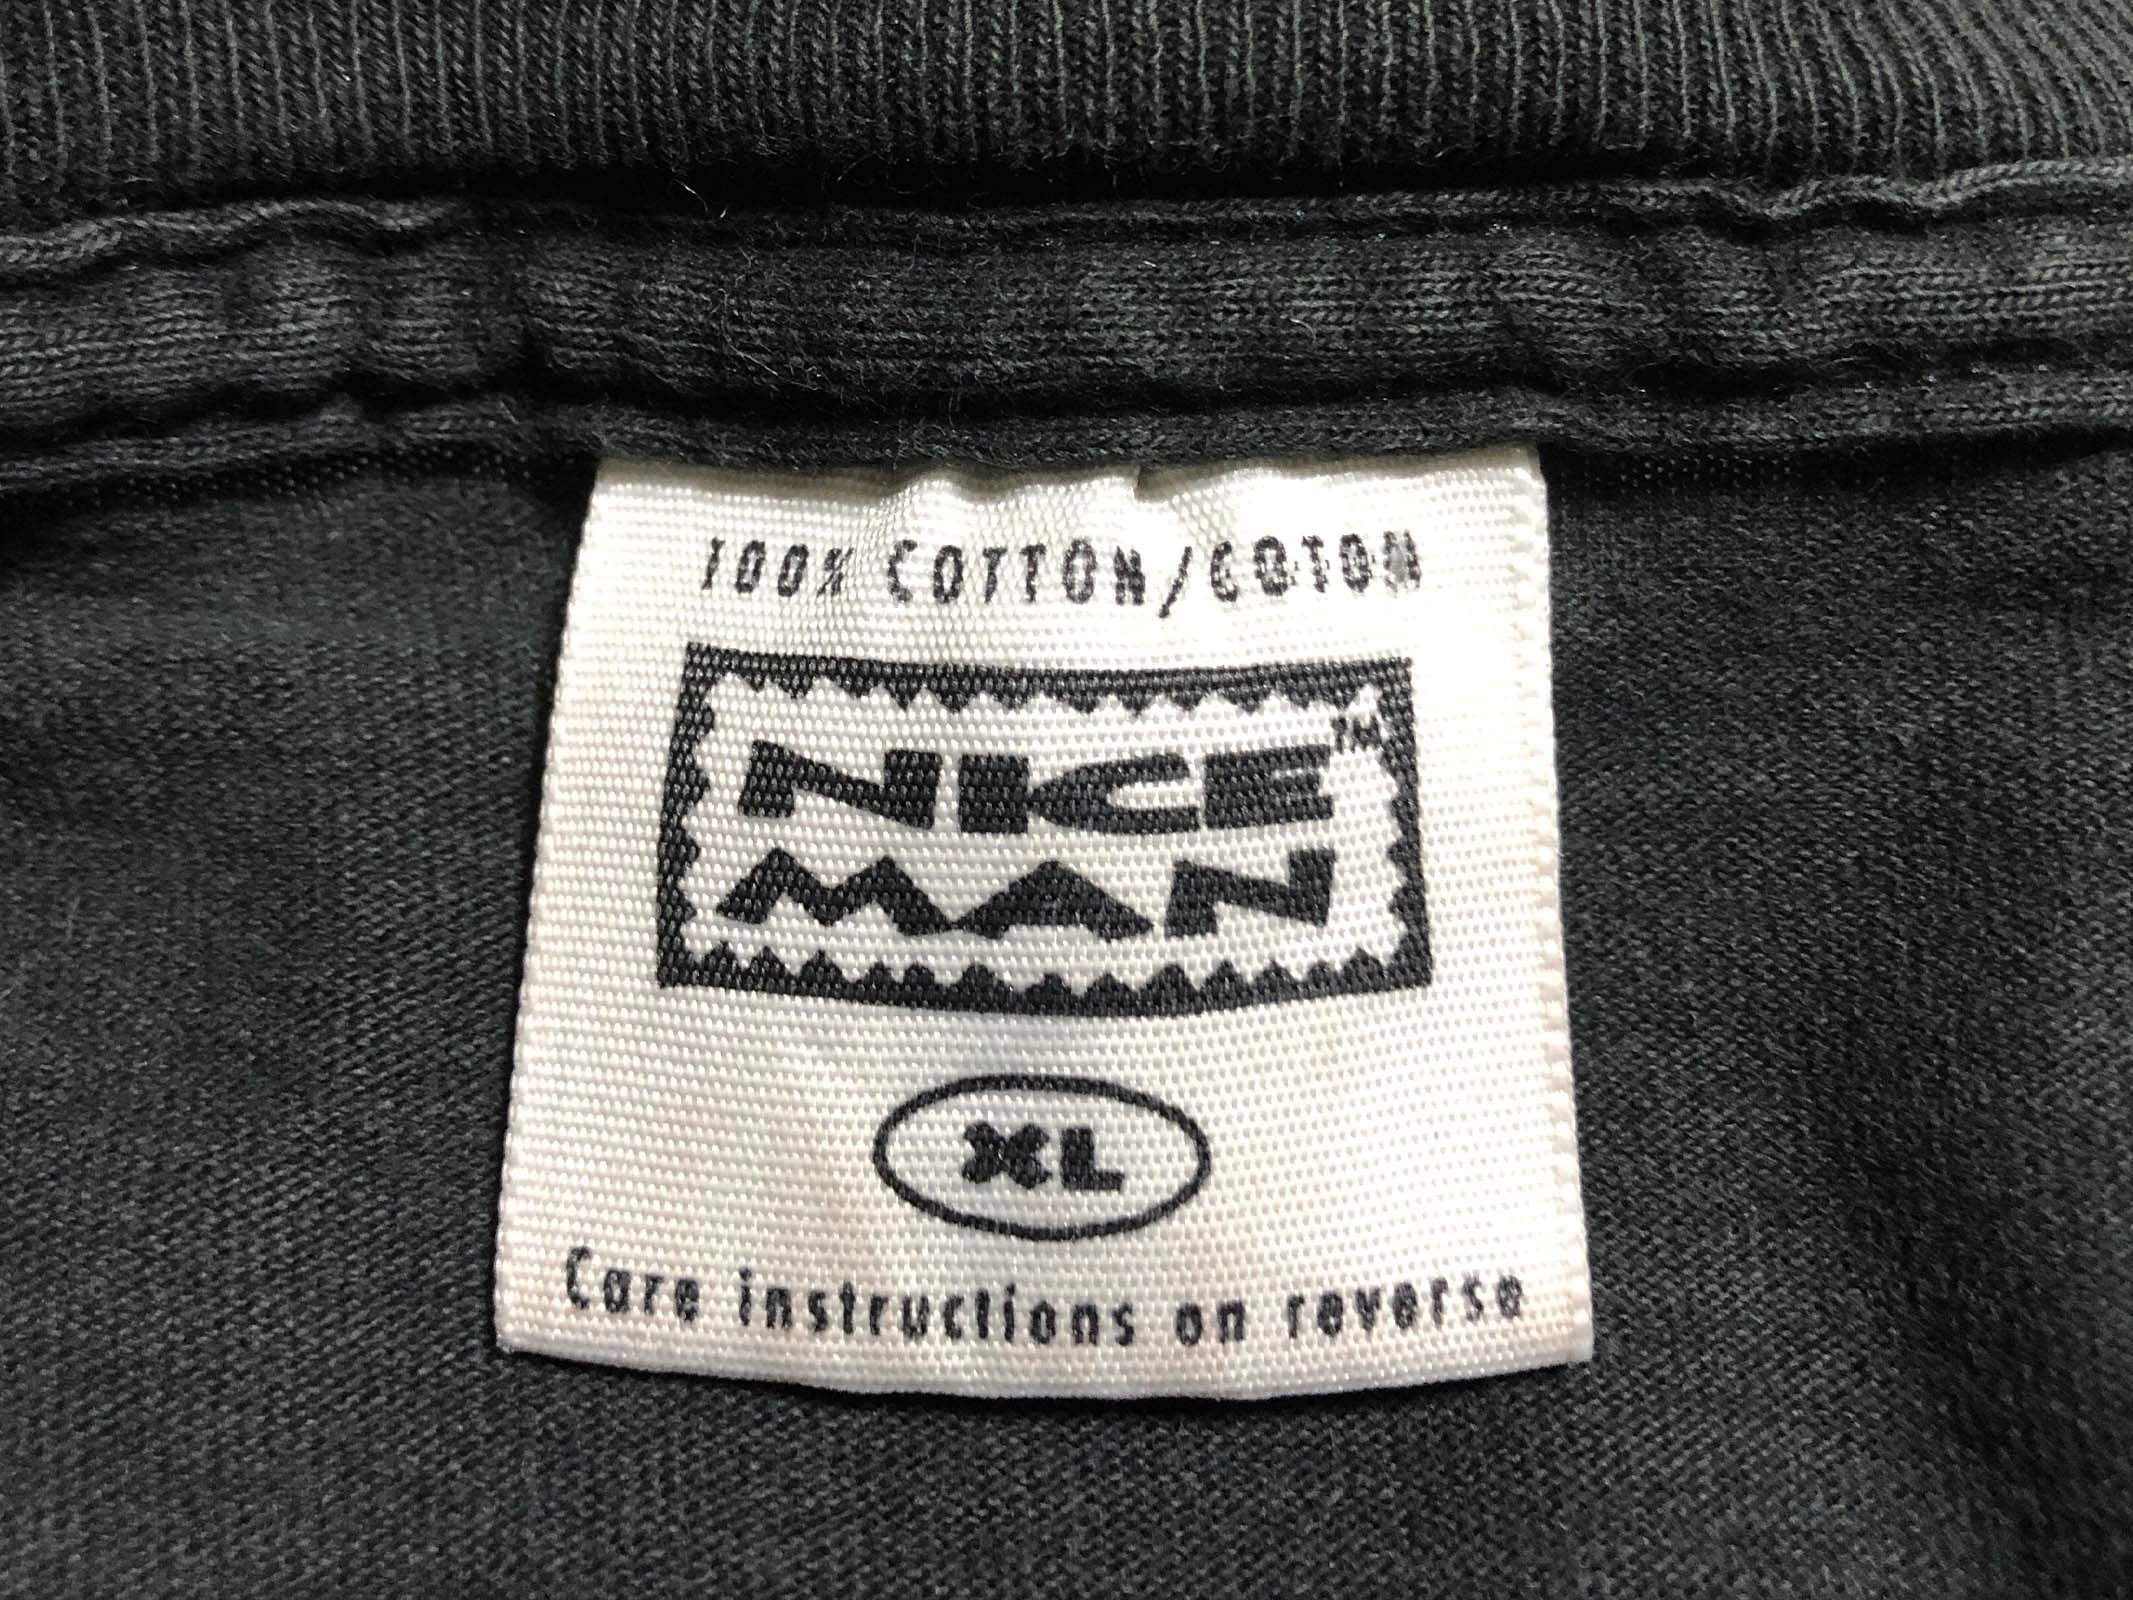 100% COTTON/COTON
NICE™
MAN
XL
Care instructions on reverse